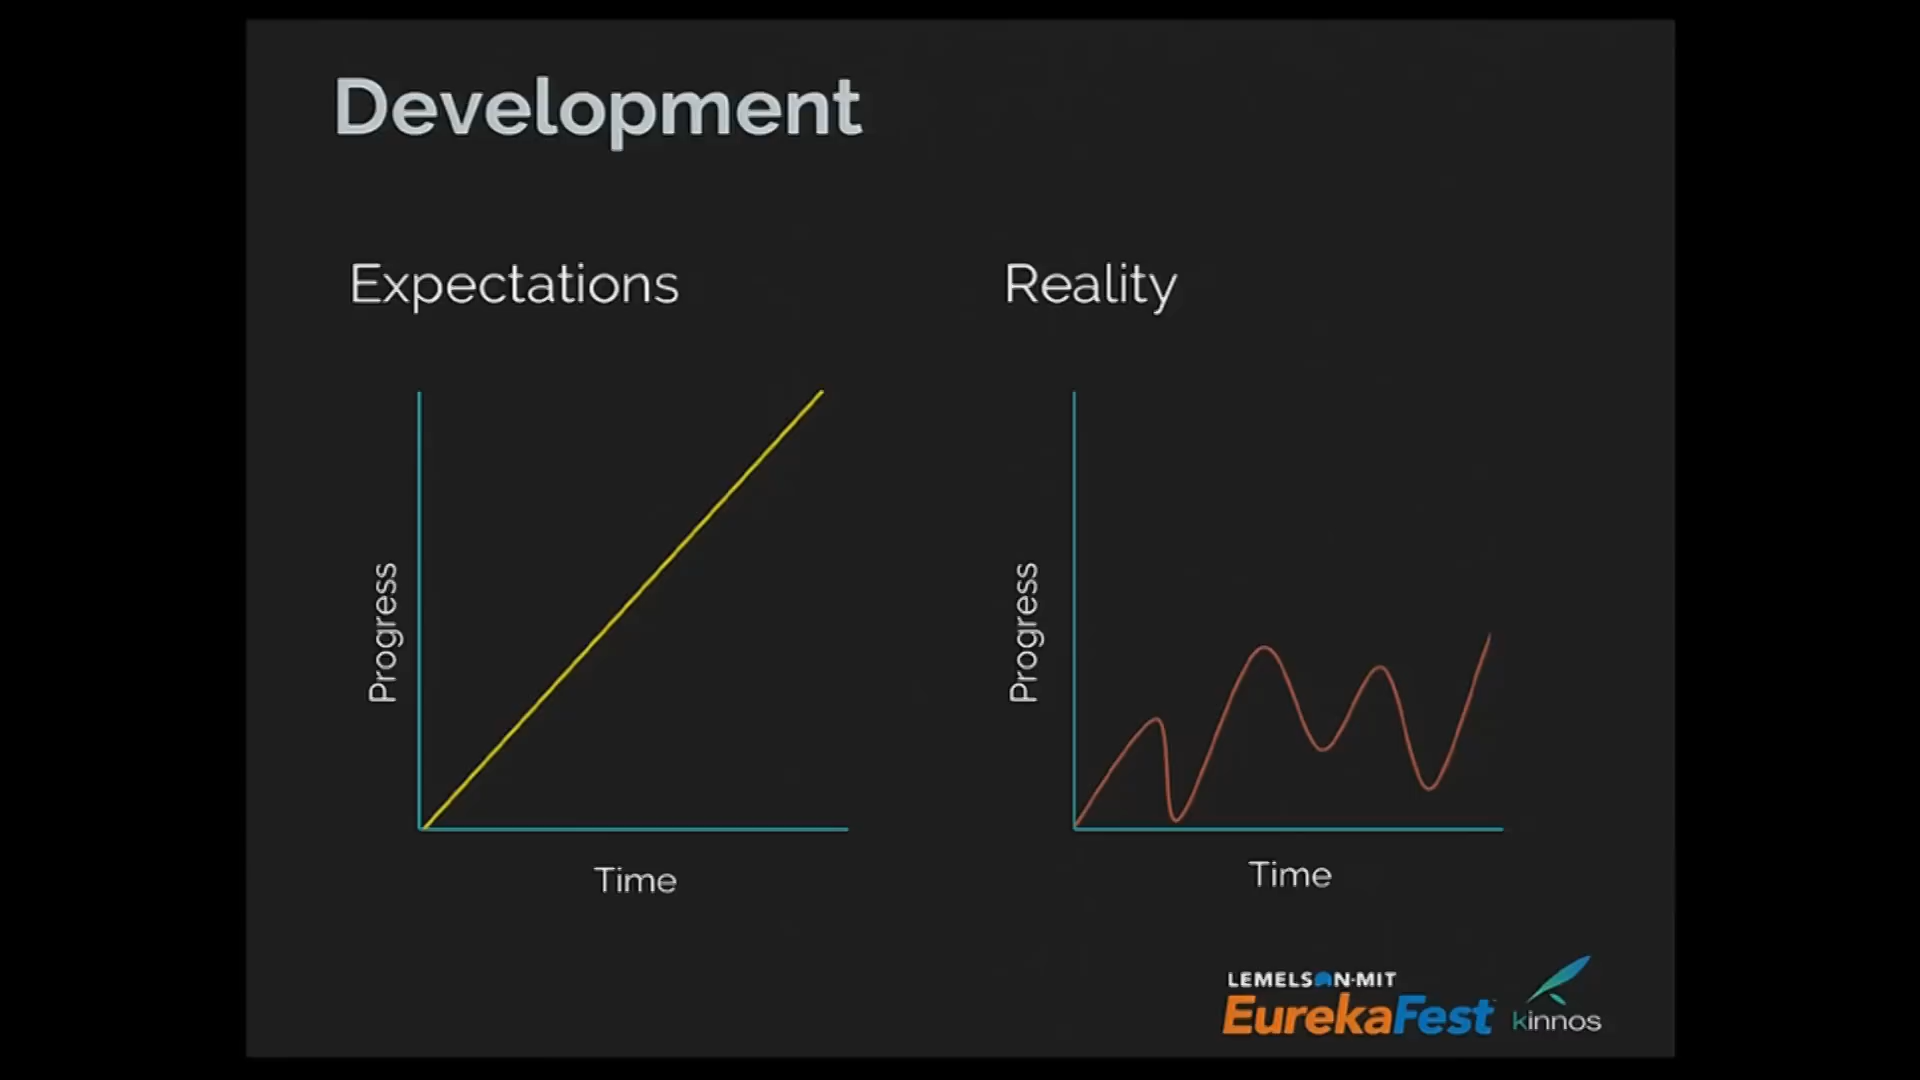 Development
Expectations
Reality
Progress
Time
Progress
Time
LEMELSON-MIT
EurekaFest
kinnos